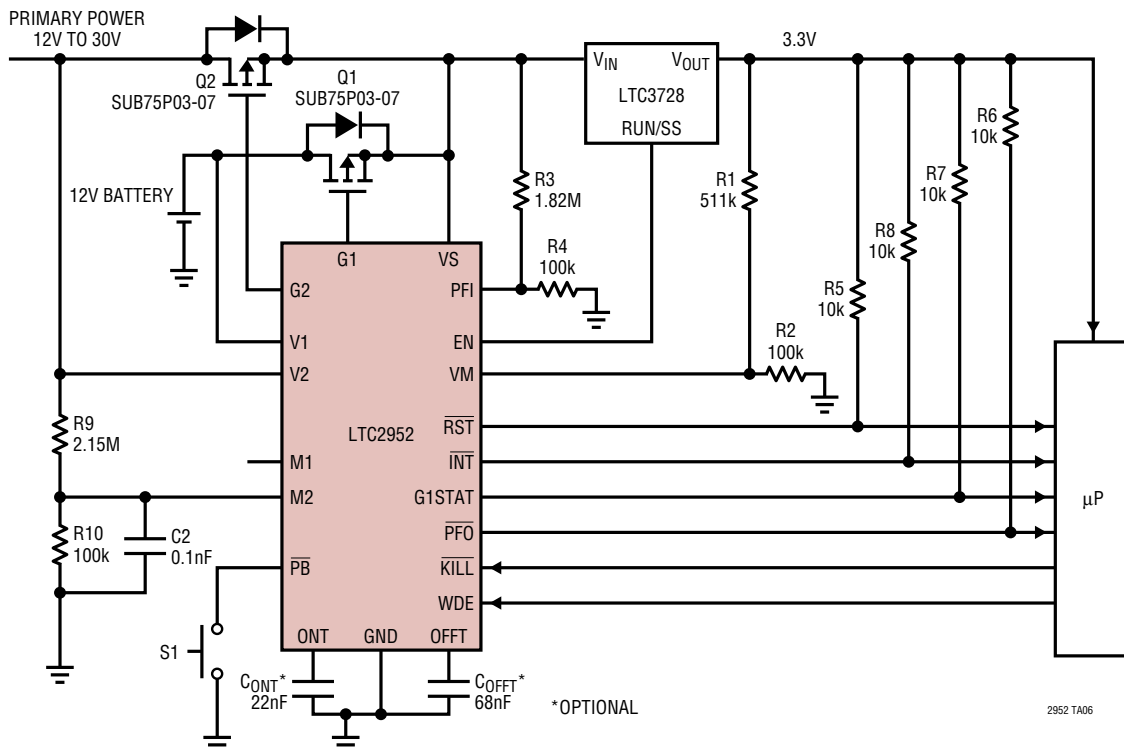 PRIMARY POWER
12V TO 30V
Q2
SUB75P03-07
Q1
SUB75P03-07
12V BATTERY
VIN
VOUT
LTC3728
RUN/SS
3.3V
R3
1.82M
R4
100k
R1
511k
R2
100k
R5
10k
R8
10k
R7
10k
R6
10k
G1
VS
G2
V1
V2
M1
M2
PB
LTC2952
PFI
EN
VM
RST
INT
G1STAT
PFO
KILL
WDE
ONT
GND
OFFT
µP
R9
2.15M
R10
100k
C2
0.1nF
S1
CONT*
22nF
COFFT*
68nF
*OPTIONAL
2952 TA06